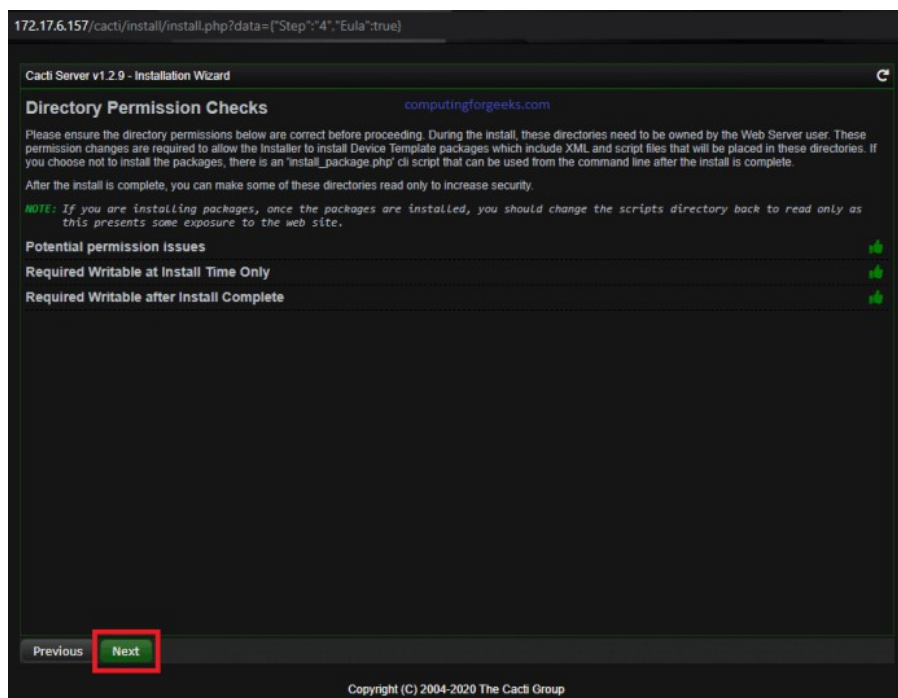 172.17.6.157/cacti/install/install.php?data={"Step":"4","Eula":true}
Cacti Server v1.2.9 - Installation Wizard
Directory Permission Checks
computingforgeeks.com
Please ensure the directory permissions below are correct before proceeding. During the install, these directories need to be owned by the Web Server user. These
permission changes are required to allow the Installer to install Device Template packages which include XML and script files that will be placed in these directories. If
you choose not to install the packages, there is an 'install_package.php' cli script that can be used from the command line after the install is complete.
After the install is complete, you can make some of these directories read only to increase security.
NOTE: If you are installing packages, once the packages are installed, you should change the scripts directory back to read only as
this presents some exposure to the web site.
Potential permission issues
Required Writable at Install Time Only
Required Writable after Install Complete
Previous
Next
Copyright (C) 2004-2020 The Cacti Group